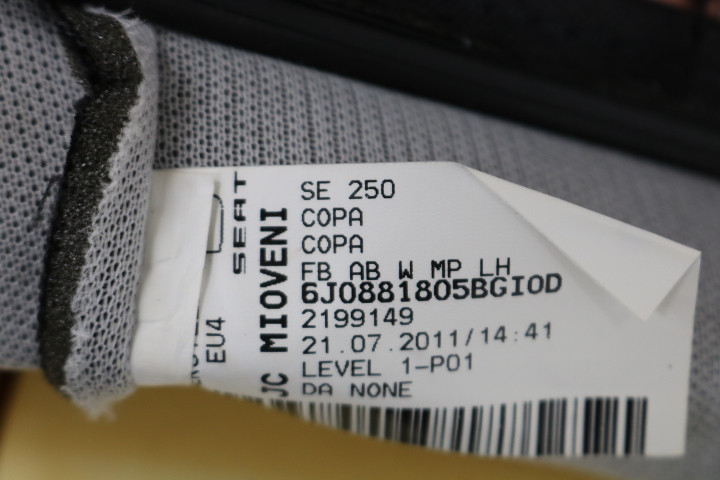 SE 250
COPA
COPA
FB AB W MP LH
6J0881805BGIOD
2199149
21.07.2011/14:41
LEVEL 1-P01
DA NONE
SEAT
JC MIOVENI
EU4